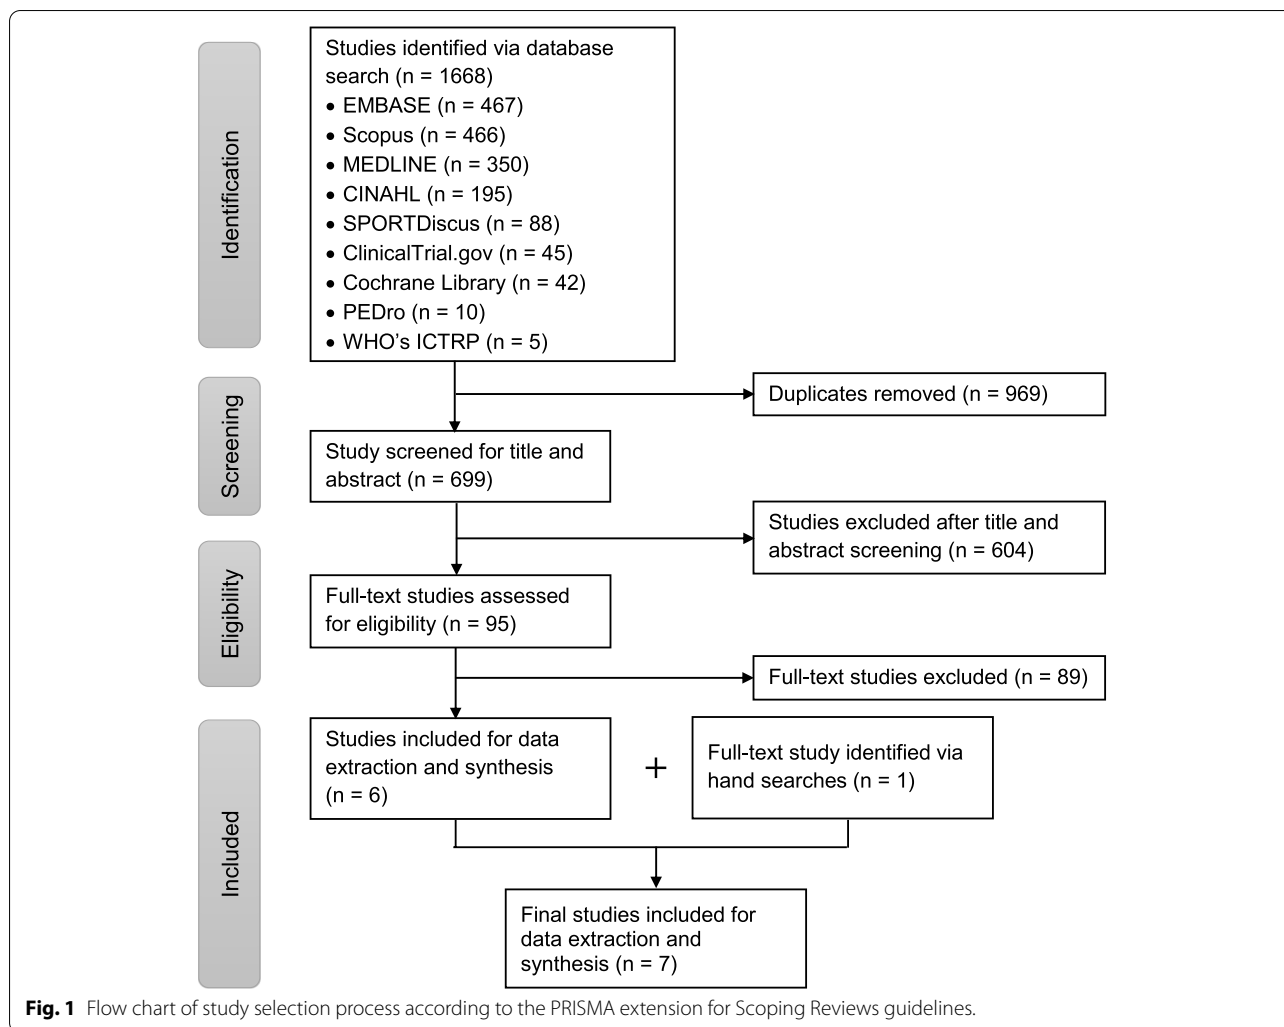 Identification
Studies identified via database
search (n = 1668)
• EMBASE (n = 467)
• Scopus (n = 466)
• MEDLINE (n = 350)
• CINAHL (n = 195)
• SPORTDiscus (n = 88)
• ClinicalTrial.gov (n = 45)
• Cochrane Library (n = 42)
• PEDro (n = 10)
• WHO's ICTRP (n = 5)
Duplicates removed (n = 969)
Screening
Study screened for title and
abstract (n = 699)
Studies excluded after title and
abstract screening (n = 604)
Eligibility
Full-text studies assessed
for eligibility (n = 95)
Full-text studies excluded (n = 89)
Included
Studies included for data
extraction and synthesis
(n = 6)
+
Full-text study identified via
hand searches (n = 1)
Final studies included for
data extraction and
synthesis (n = 7)
Fig. 1 Flow chart of study selection process according to the PRISMA extension for Scoping Reviews guidelines.